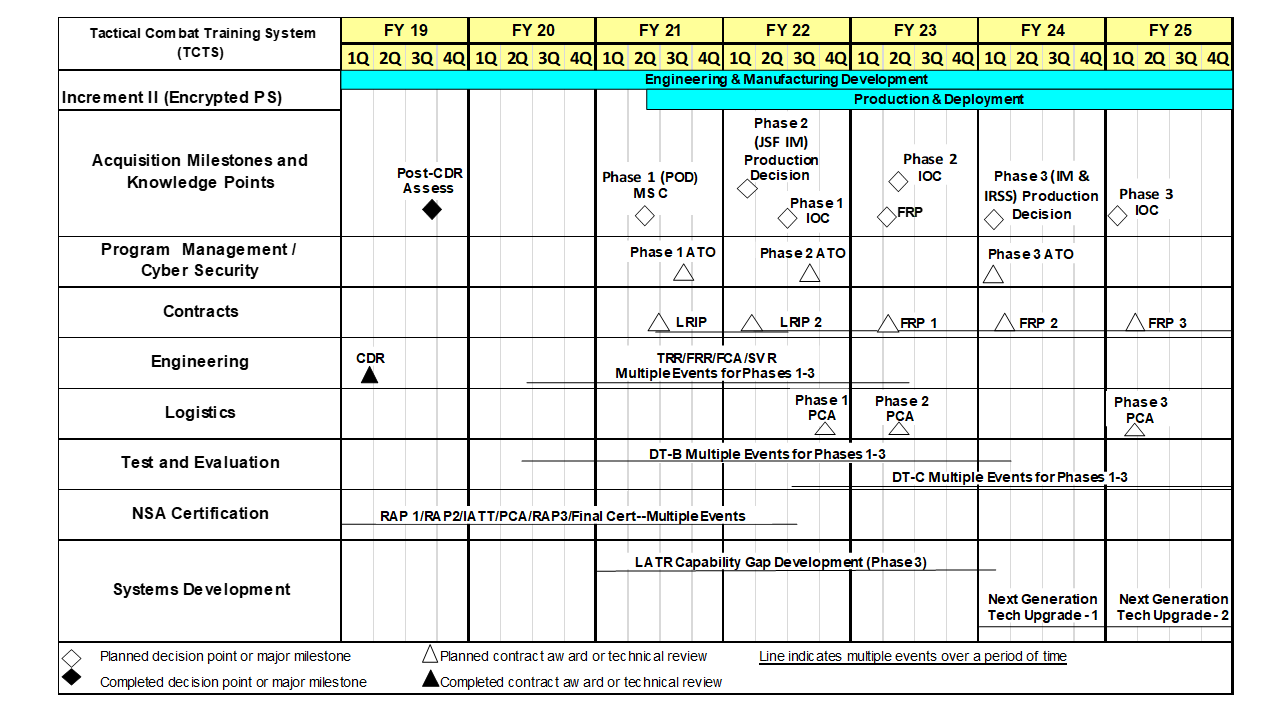 Tactical Combat Training System
(TCTS)
FY 19 FY 20 FY 21 FY 22 FY 23 FY 24 FY 25
1Q 2Q 3Q 4Q 1Q 2Q 3Q 4Q 1Q 2Q 3Q 4Q 1Q 2Q 3Q 4Q 1Q 2Q 3Q 4Q 1Q 2Q 3Q 4Q 1Q 2Q 3Q 4Q
Increment II (Encrypted PS)
Engineering & Manufacturing Development
Production & Deployment
Acquisition Milestones and
Knowledge Points
Post-CDR
Assess
Phase 1 (POD)
MS C
Phase 2
(JSF IM)
Production
Decision
Phase 1
IOC
Phase 2
IOC
FRP
Phase 3 (IM &
IRSS) Production
Decision
Phase 3
IOC
Program Management /
Cyber Security
Phase 1 ATO
Phase 2 ATO
Phase 3 ATO
Contracts
LRIP
LRIP 2
FRP 1
FRP 2
FRP 3
Engineering
CDR
TRR/FRR/FCA/SVR
Multiple Events for Phases 1-3
Logistics
Phase 1
PCA
Phase 2
PCA
Phase 3
PCA
Test and Evaluation
DT-B Multiple Events for Phases 1-3
DT-C Multiple Events for Phases 1-3
NSA Certification
RAP 1/RAP2/IATT/PCA/RAP3/Final Cert--Multiple Events
Systems Development
LATR Capability Gap Development (Phase 3)
Next Generation
Tech Upgrade - 1
Next Generation
Tech Upgrade - 2
Planned decision point or major milestone
Planned contract aw ard or technical review
Line indicates multiple events over a period of time
Completed decision point or major milestone
Completed contract aw ard or technical review